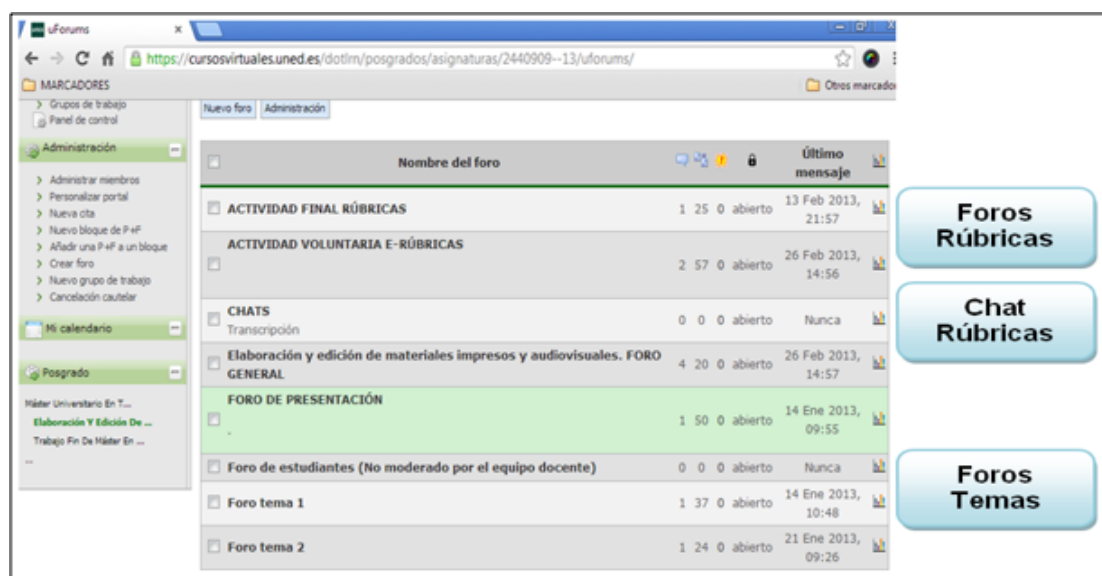 uForums
https://cursosvirtuales.uned.es/dotlrn/posgrados/asignaturas/2440909--13/uforums/
MARCADORES
Otros marcado
Grupos de trabajo
Panel de control
Administración
Administrar miembros
Personalizar portal
Nueva cita
Nuevo bloque de P+F
Añadir una P+F a un bloque
Crear foro
Nuevo grupo de trabajo
Cancelación cautelar
Mi calendario
Posgrado
Máster Universitario En T...
Elaboración Y Edición De ...
Trabajo Fin De Máster En ...
...
Nuevo foro Administración
Nombre del foro Último
mensaje
ACTIVIDAD FINAL RÚBRICAS 1 25 0 abierto 13 Feb 2013,
21:57
ACTIVIDAD VOLUNTARIA E-RÚBRICAS 2 57 0 abierto 26 Feb 2013,
14:56
CHATS
Transcripción 0 0 0 abierto Nunca
Elaboración y edición de materiales impresos y audiovisuales. FORO
GENERAL 4 20 0 abierto 26 Feb 2013,
14:57
FORO DE PRESENTACIÓN
. 1 50 0 abierto 14 Ene 2013,
09:55
Foro de estudiantes (No moderado por el equipo docente) 0 0 0 abierto Nunca
Foro tema 1 1 37 0 abierto 14 Ene 2013,
10:48
Foro tema 2 1 24 0 abierto 21 Ene 2013,
09:26
Foros
Rúbricas
Chat
Rúbricas
Foros
Temas